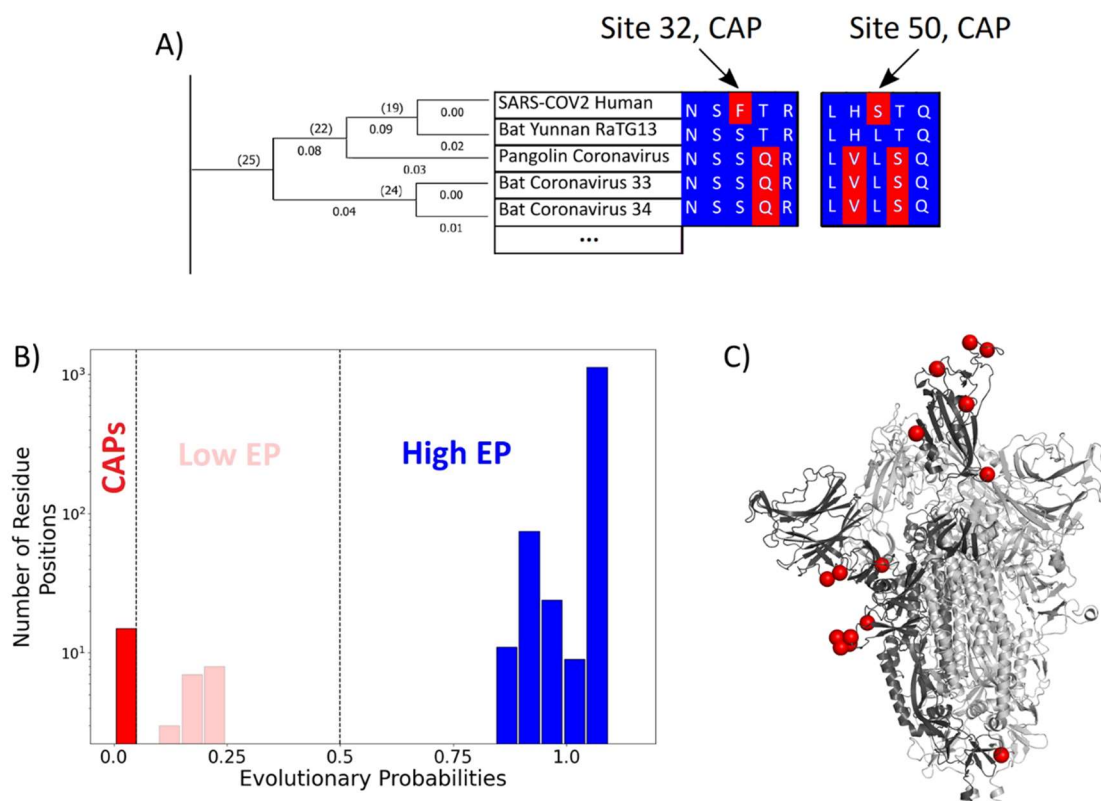 A)
Site 32, CAP
Site 50, CAP
(19)
0.00
SARS-COV2 Human
N S F T R
L H S T Q
(22)
0.09
Bat Yunnan RaTG13
N S S T R
L H L T Q
(25)
0.08
0.02
Pangolin Coronavirus
N S S Q R
L V L S Q
0.03
(24)
0.00
Bat Coronavirus 33
N S S Q R
L V L S Q
0.04
Bat Coronavirus 34
N S S Q R
L V L S Q
0.01
...
B)
Number of Residue
Positions
10³
10²
10¹
CAPs
Low EP
High EP
0.0
0.25
0.5
0.75
1.0
Evolutionary Probabilities
C)